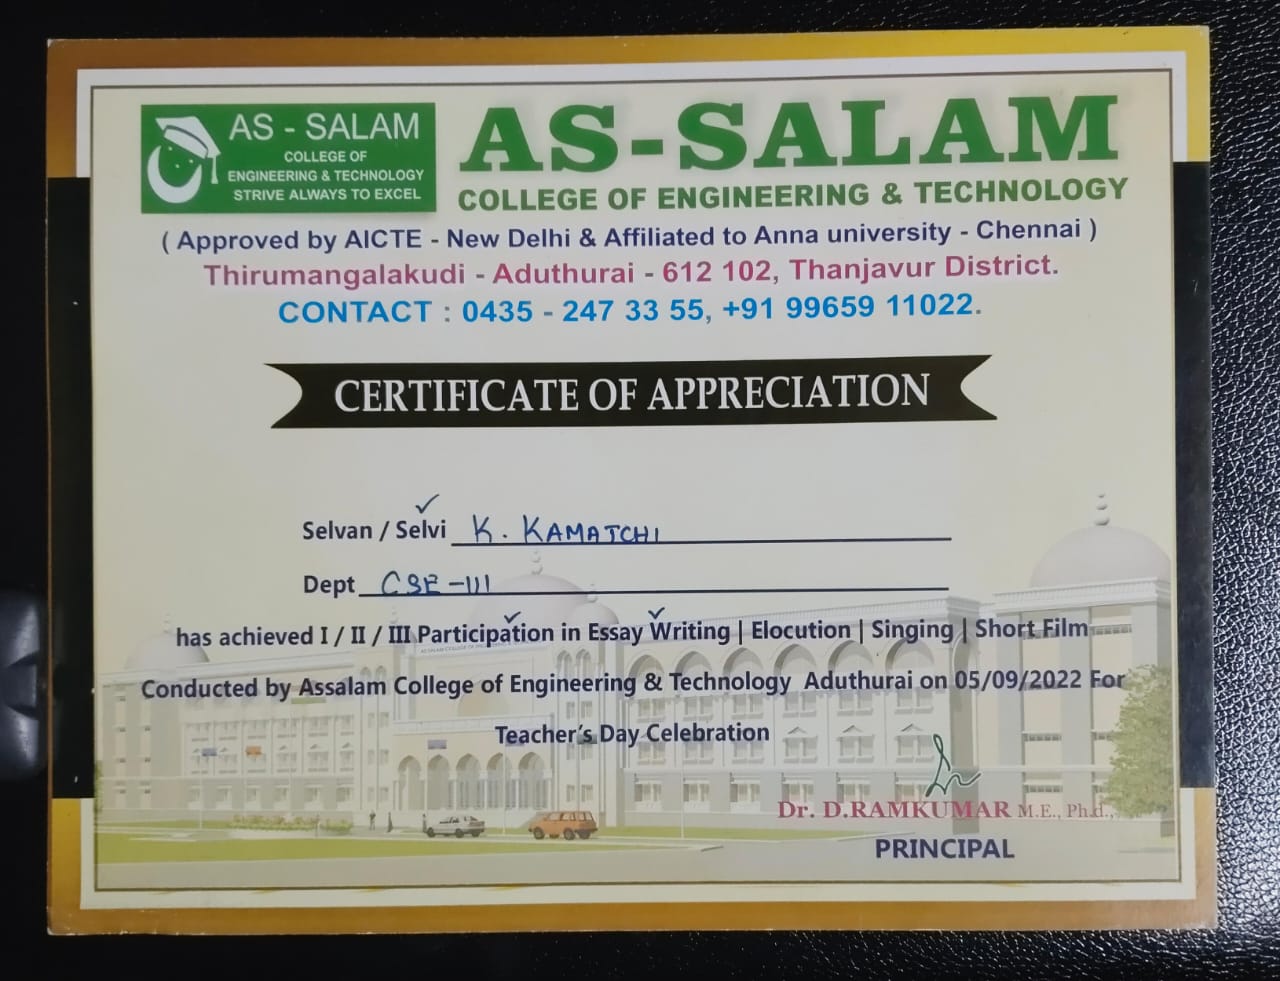 AS - SALAM
COLLEGE OF
ENGINEERING & TECHNOLOGY
STRIVE ALWAYS TO EXCEL
AS-SALAM
COLLEGE OF ENGINEERING & TECHNOLOGY
( Approved by AICTE - New Delhi & Affiliated to Anna university - Chennai )
Thirumangalakudi - Aduthurai - 612 102, Thanjavur District.
CONTACT : 0435 - 247 33 55, +91 99659 11022.
CERTIFICATE OF APPRECIATION
Selvan / Selvi K. KAMATCHI
Dept CSE-III
has achieved I / II / III Participation in Essay Writing | Elocution | Singing | Short Film
Conducted by Assalam College of Engineering & Technology Aduthurai on 05/09/2022 For
Teacher's Day Celebration
Dr. D.RAMKUMAR M.E., Ph.d.,
PRINCIPAL